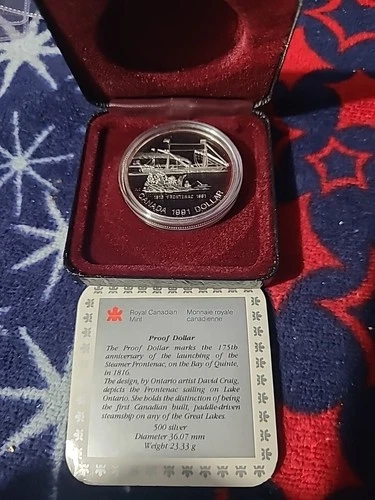 1816 FRONTENAC 1991
CANADA 1991 DOLLAR
Royal Canadian Mint
Monnaie royale canadienne
Proof Dollar
The Proof Dollar marks the 175th
anniversary of the launching of the
Steamer Frontenac, on the Bay of Quinte,
in 1816.
The design, by Ontario artist David Craig,
depicts the Frontenac sailing on Lake
Ontario. She holds the distinction of being
the first Canadian built, paddle-driven
steamship on any of the Great Lakes.
500 silver
Diameter 36.07 mm
Weight 23.33 g